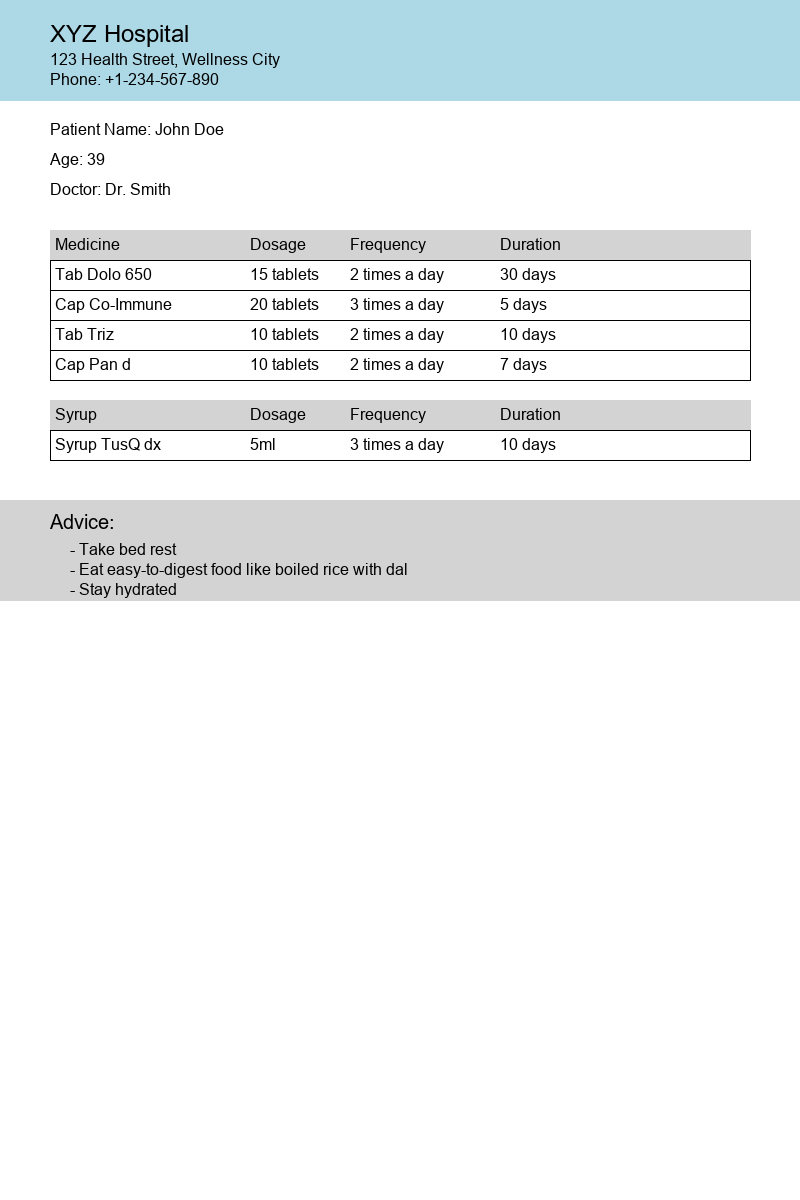 XYZ Hospital
123 Health Street, Wellness City
Phone: +1-234-567-890
Patient Name: John Doe
Age: 39
Doctor: Dr. Smith
Medicine Dosage Frequency Duration
Tab Dolo 650 15 tablets 2 times a day 30 days
Cap Co-Immune 20 tablets 3 times a day 5 days
Tab Triz 10 tablets 2 times a day 10 days
Cap Pan d 10 tablets 2 times a day 7 days
Syrup Dosage Frequency Duration
Syrup TusQ dx 5ml 3 times a day 10 days
Advice:
- Take bed rest
- Eat easy-to-digest food like boiled rice with dal
- Stay hydrated